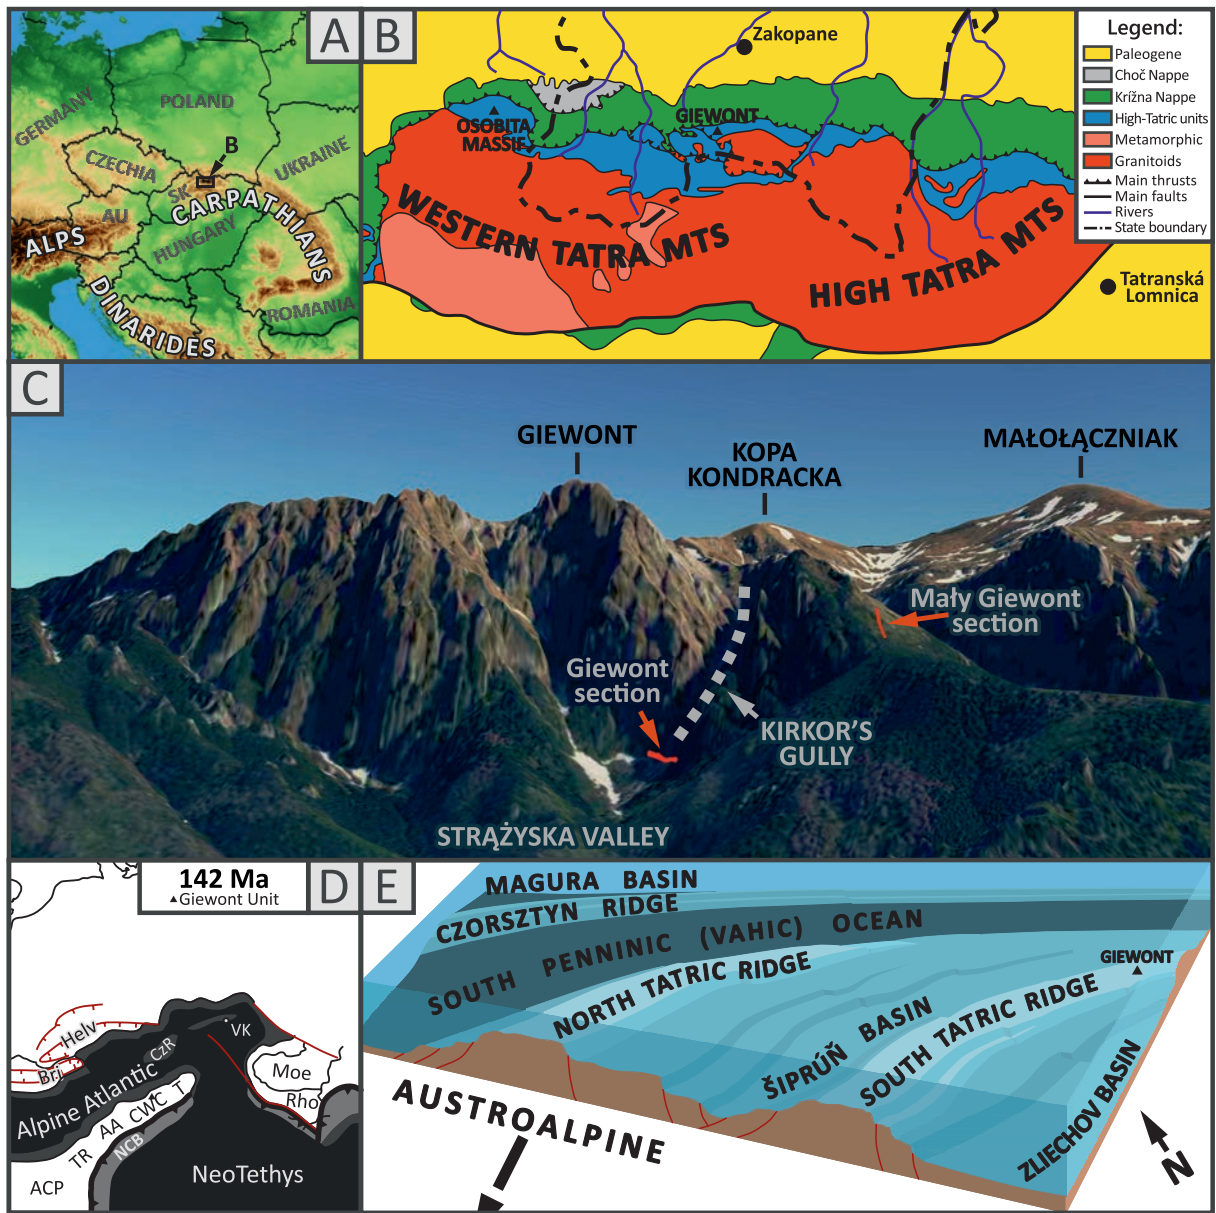 A
GERMANY
POLAND
CZECHIA
B
UKRAINE
SK
CARPATHIANS
AU
HUNGARY
ALPS
DINARIDES
ROMANIA
B
Zakopane
GIEWONT
OSOBITA
MASSIF
WESTERN TATRA MTS
HIGH TATRA MTS
Tatranská
Lomnica
Legend:
Paleogene
Choč Nappe
Krížna Nappe
High-Tatric units
Metamorphic
Granitoids
Main thrusts
Main faults
Rivers
State boundary
C
GIEWONT
KOPA
KONDRACKA
MAŁOŁĄCZNIAK
Mały Giewont
section
Giewont
section
KIRKOR'S
GULLY
STRĄŻYSKA VALLEY
142 Ma
Giewont Unit
D
Helv
Bri
CzR
VK
Moe
Rho
Alpine Atlantic
T
CWC
AA
NCB
TR
ACP
NeoTethys
E
MAGURA BASIN
CZORSZTYN RIDGE
SOUTH PENNINIC (VAHIC) OCEAN
NORTH TATRIC RIDGE
GIEWONT
ŠIPRÚŇ BASIN
SOUTH TATRIC RIDGE
ZLIECHOV BASIN
AUSTROALPINE
N